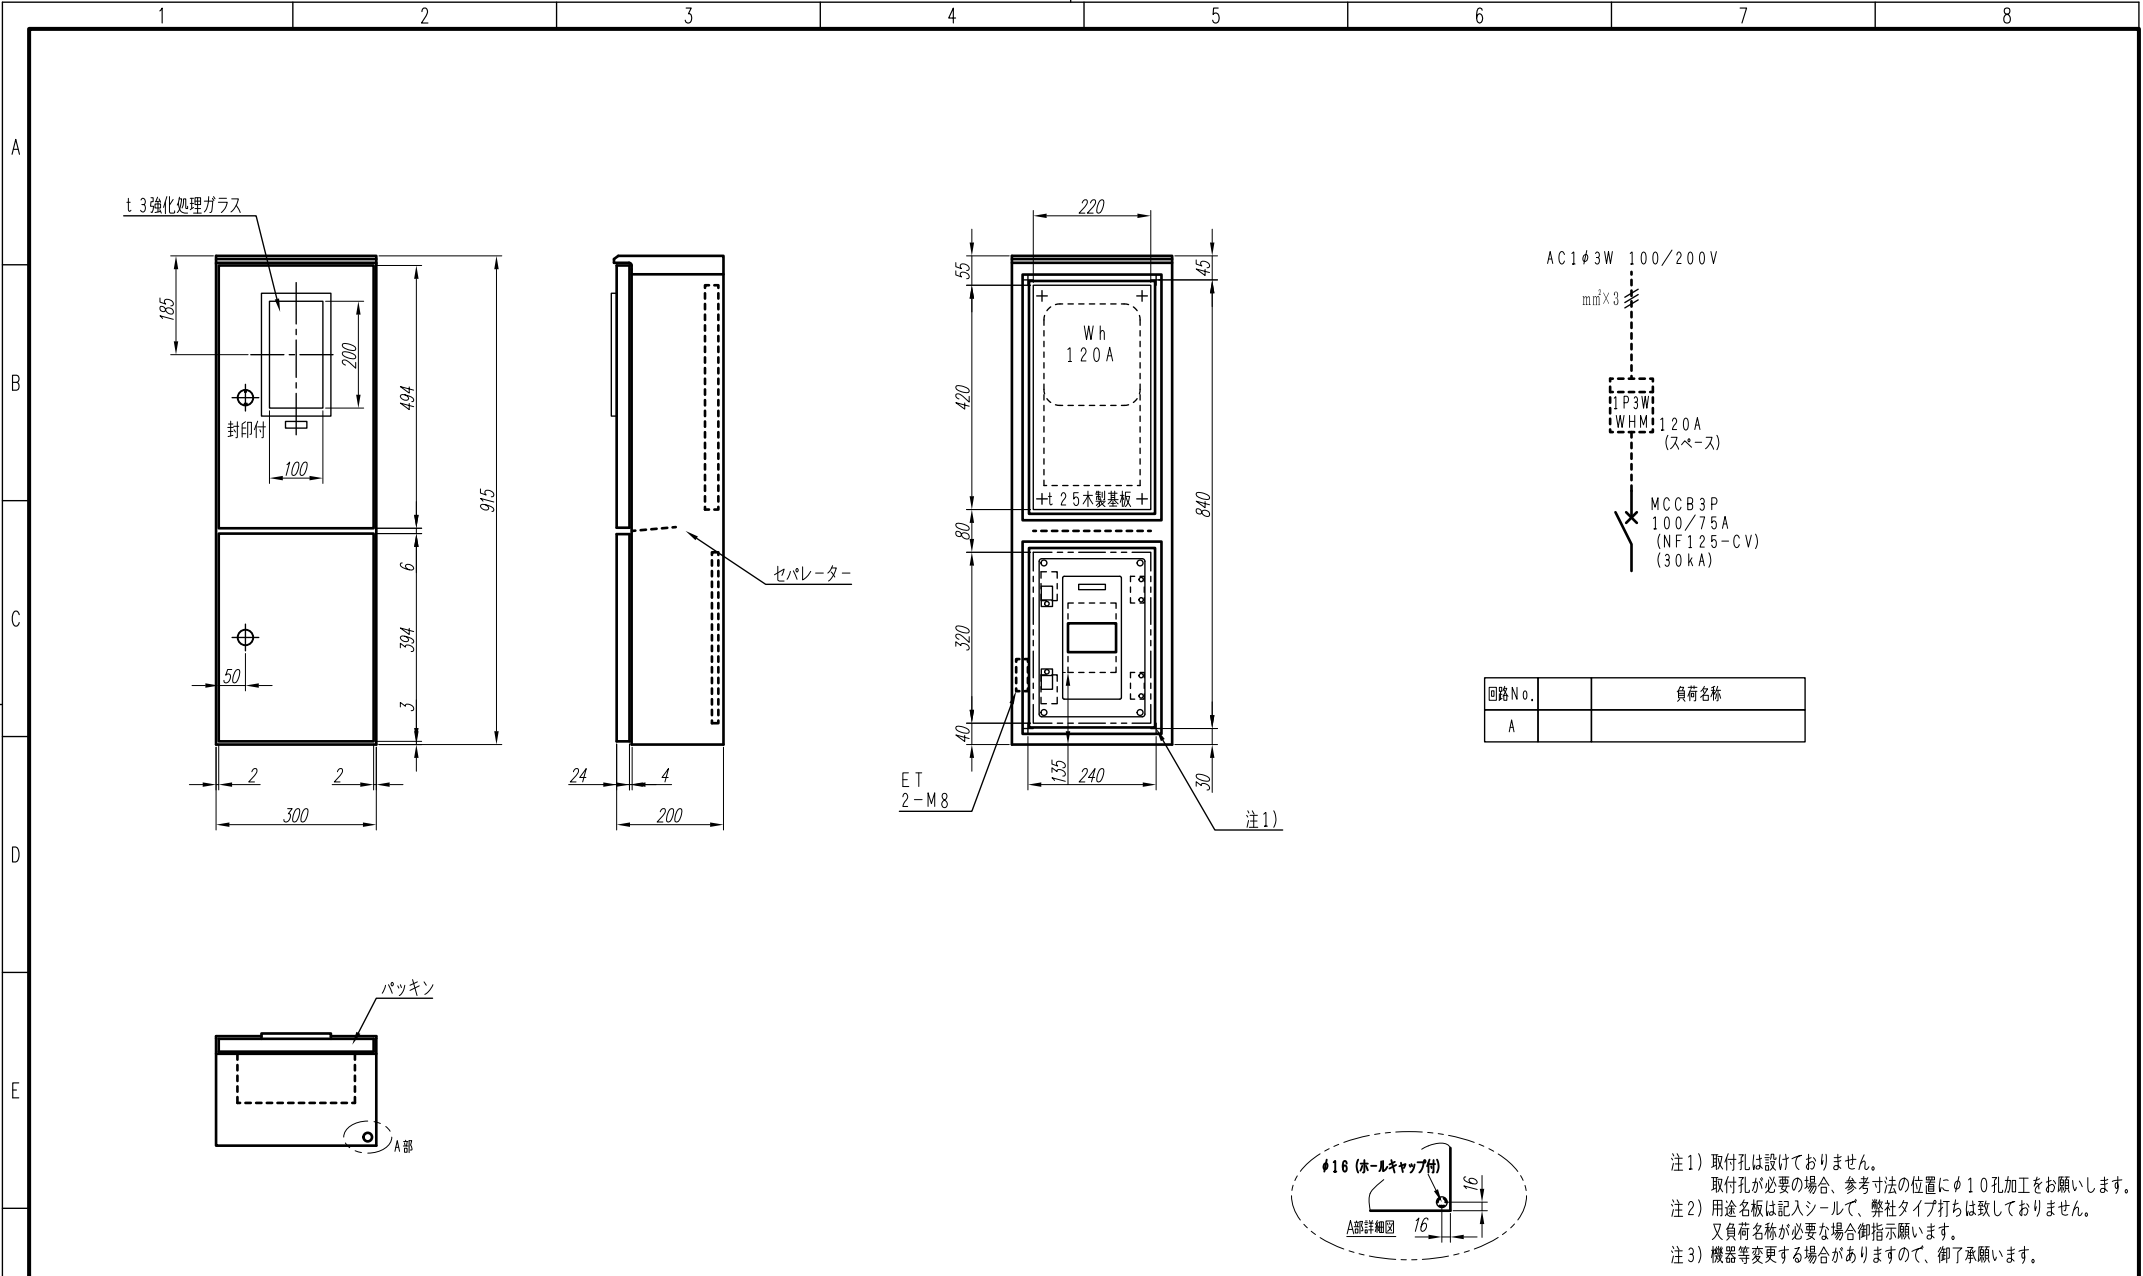 1 2 3 4 5 6 7 8
A
B
C
D
E
t3強化処理ガラス
185
200
封印付
100
494
915
6
394
3
50
2
2
300
セパレーター
24
4
200
220
55
45
Wh
120A
420
t25木製基板
840
80
320
40
135
240
30
ET
2-M8
注1)
AC1φ3W 100/200V
mm²×3
1P3W
WHM
120A
(スペース)
MCCB3P
100/75A
(NF125-CV)
(30kA)
回路No. 負荷名称
A
パッキン
A部
φ16(ホールキャップ付)
16
A部詳細図
16
注1) 取付孔は設けておりません。
取付孔が必要の場合、参考寸法の位置にφ10孔加工をお願いします。
注2) 用途名板は記入シールで、弊社タイプ打ちは致しておりません。
又負荷名称が必要な場合御指示願います。
注3) 機器等変更する場合がありますので、御了承願います。